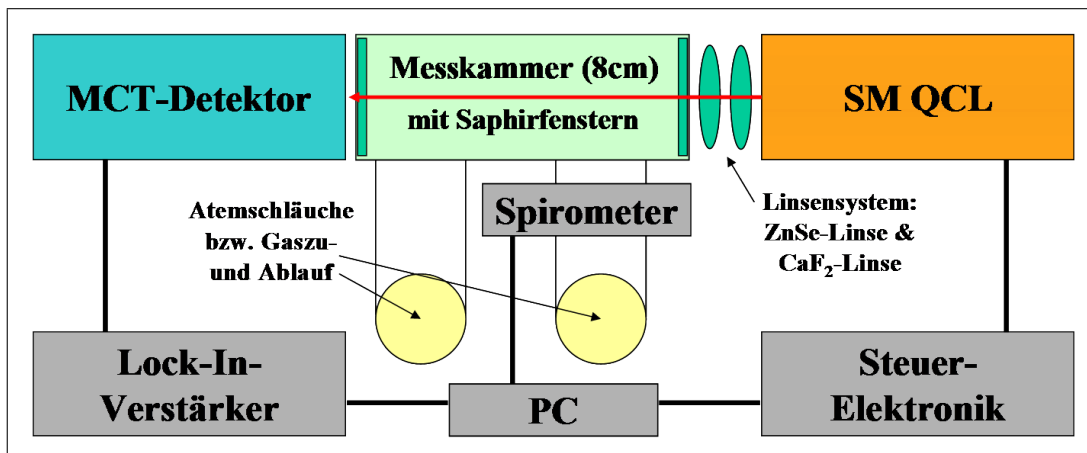 MCT-Detektor
Messkammer (8cm)
mit Saphirfenstern
SM QCL
Atemschläuche
bzw. Gaszu-
und Ablauf
Spirometer
Linsensystem:
ZnSe-Linse &
CaF₂-Linse
Lock-In-
Verstärker
PC
Steuer-
Elektronik